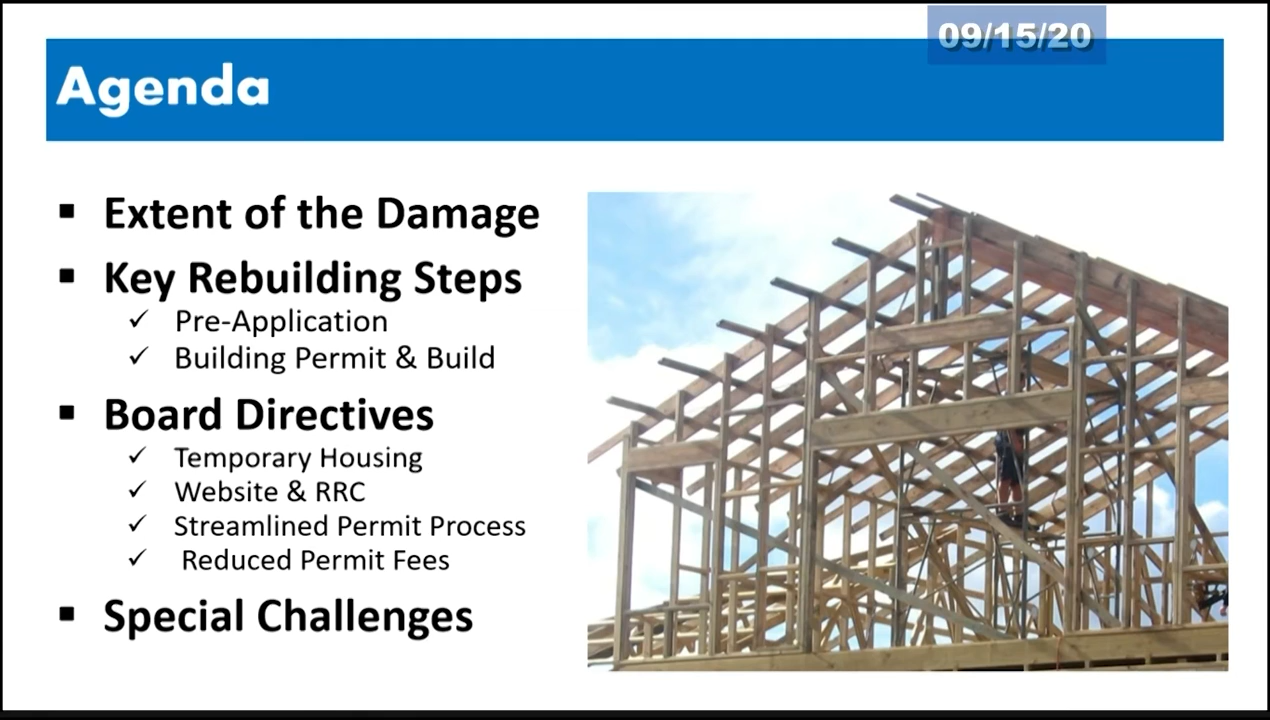 09/15/20
Agenda
▪ Extent of the Damage
▪ Key Rebuilding Steps
✓ Pre-Application
✓ Building Permit & Build
▪ Board Directives
✓ Temporary Housing
✓ Website & RRC
✓ Streamlined Permit Process
✓ Reduced Permit Fees
▪ Special Challenges